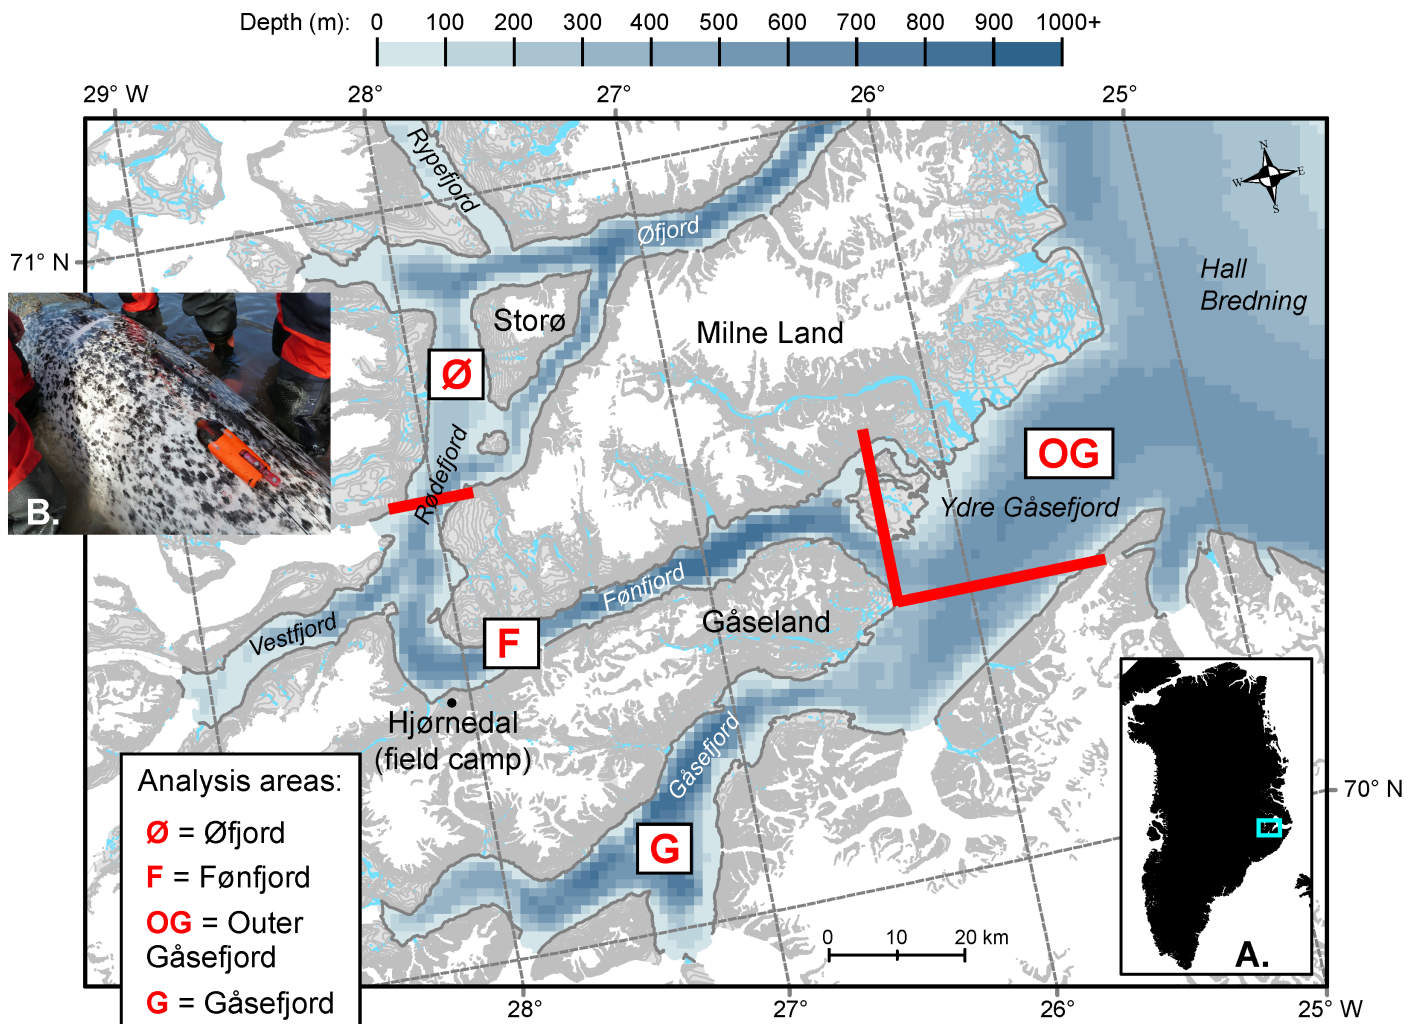 Depth (m): 0 100 200 300 400 500 600 700 800 900 1000+
29° W 28° 27° 26° 25°
Rypefjord
N
W E
S
Øfjord
71° N
Hall
Bredning
Storø
Milne Land
Ø
OG
Rødefjord
B.
Ydre Gåsefjord
Fønfjord
Vestfjord
Gåseland
F
Hjørnedal
(field camp)
Gåsefjord
Analysis areas:
Ø = Øfjord
F = Fønfjord
OG = Outer
Gåsefjord
G = Gåsefjord
G
70° N
0 10 20 km
A.
28° 27° 26° 25° W